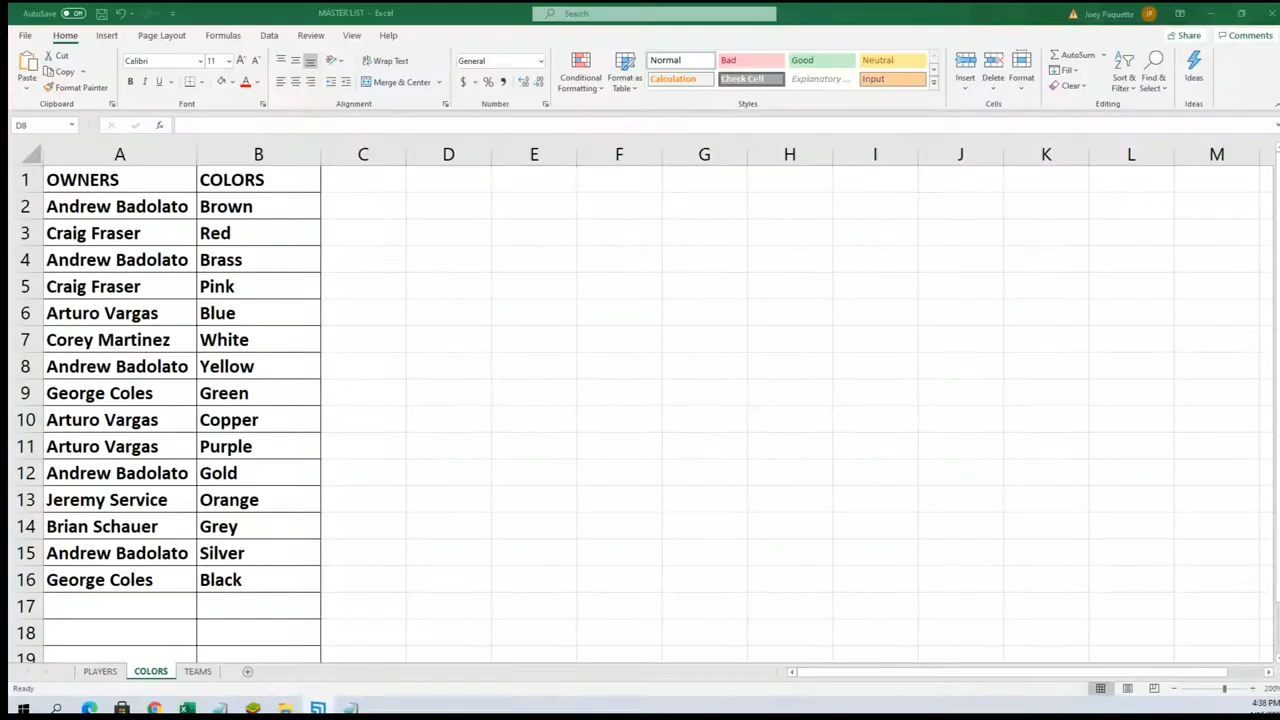 AutoSave Off MASTER LIST - Excel Search Joey Paquette JP
File Home Insert Page Layout Formulas Data Review View Help Share Comments
Paste Cut Copy Format Painter Clipboard
Calibri 11 A A B I U A Font
Wrap Text Merge & Center Alignment
General $ % , Number
Conditional Formatting Format as Table
Normal Bad Good Neutral
Calculation Check Cell Explanatory ... Input
Styles
Insert Delete Format Cells
AutoSum Fill Clear Sort & Filter Find & Select Editing
Ideas Ideas
D8 fx
A B C D E F G H I J K L M
1 OWNERS COLORS
2 Andrew Badolato Brown
3 Craig Fraser Red
4 Andrew Badolato Brass
5 Craig Fraser Pink
6 Arturo Vargas Blue
7 Corey Martinez White
8 Andrew Badolato Yellow
9 George Coles Green
10 Arturo Vargas Copper
11 Arturo Vargas Purple
12 Andrew Badolato Gold
13 Jeremy Service Orange
14 Brian Schauer Grey
15 Andrew Badolato Silver
16 George Coles Black
17
18
19
PLAYERS COLORS TEAMS
Ready 200%
4:38 PM